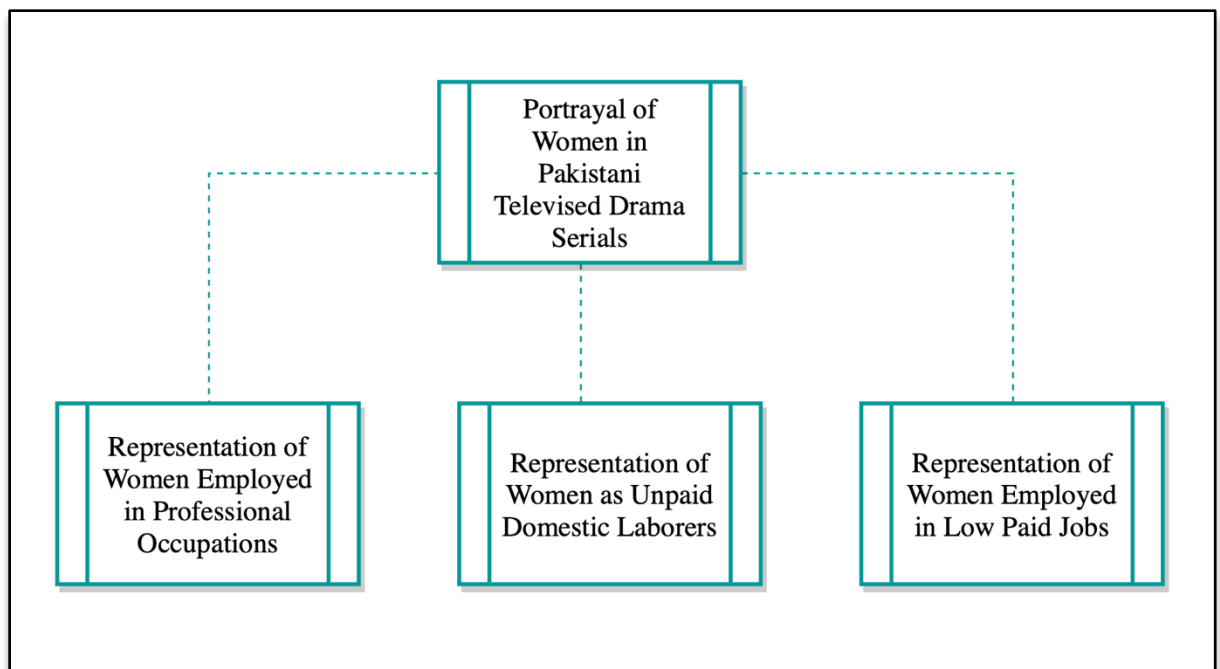 Portrayal of
Women in
Pakistani
Televised Drama
Serials
Representation of
Women Employed
in Professional
Occupations
Representation of
Women as Unpaid
Domestic Laborers
Representation of
Women Employed
in Low Paid Jobs